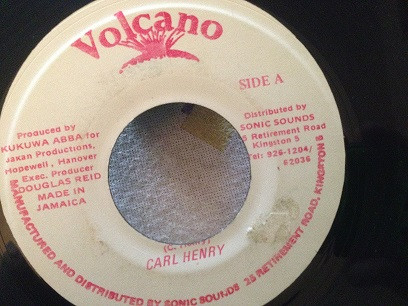 Volcano
SIDE A
Produced by
KUKUWA ABBA for
Jakan Productions,
Hopewell, Hanover
Exec. Producer
DOUGLAS REID
MADE IN
JAMAICA
Distributed by
SONIC SOUNDS
Retirement Road
Kingston 5
Tel: 926-1204/
62036
CARL HENRY
MANUFACTURED AND DISTRIBUTED BY SONIC SOUNDS 25 RETIREMENT ROAD, KINGSTON 5